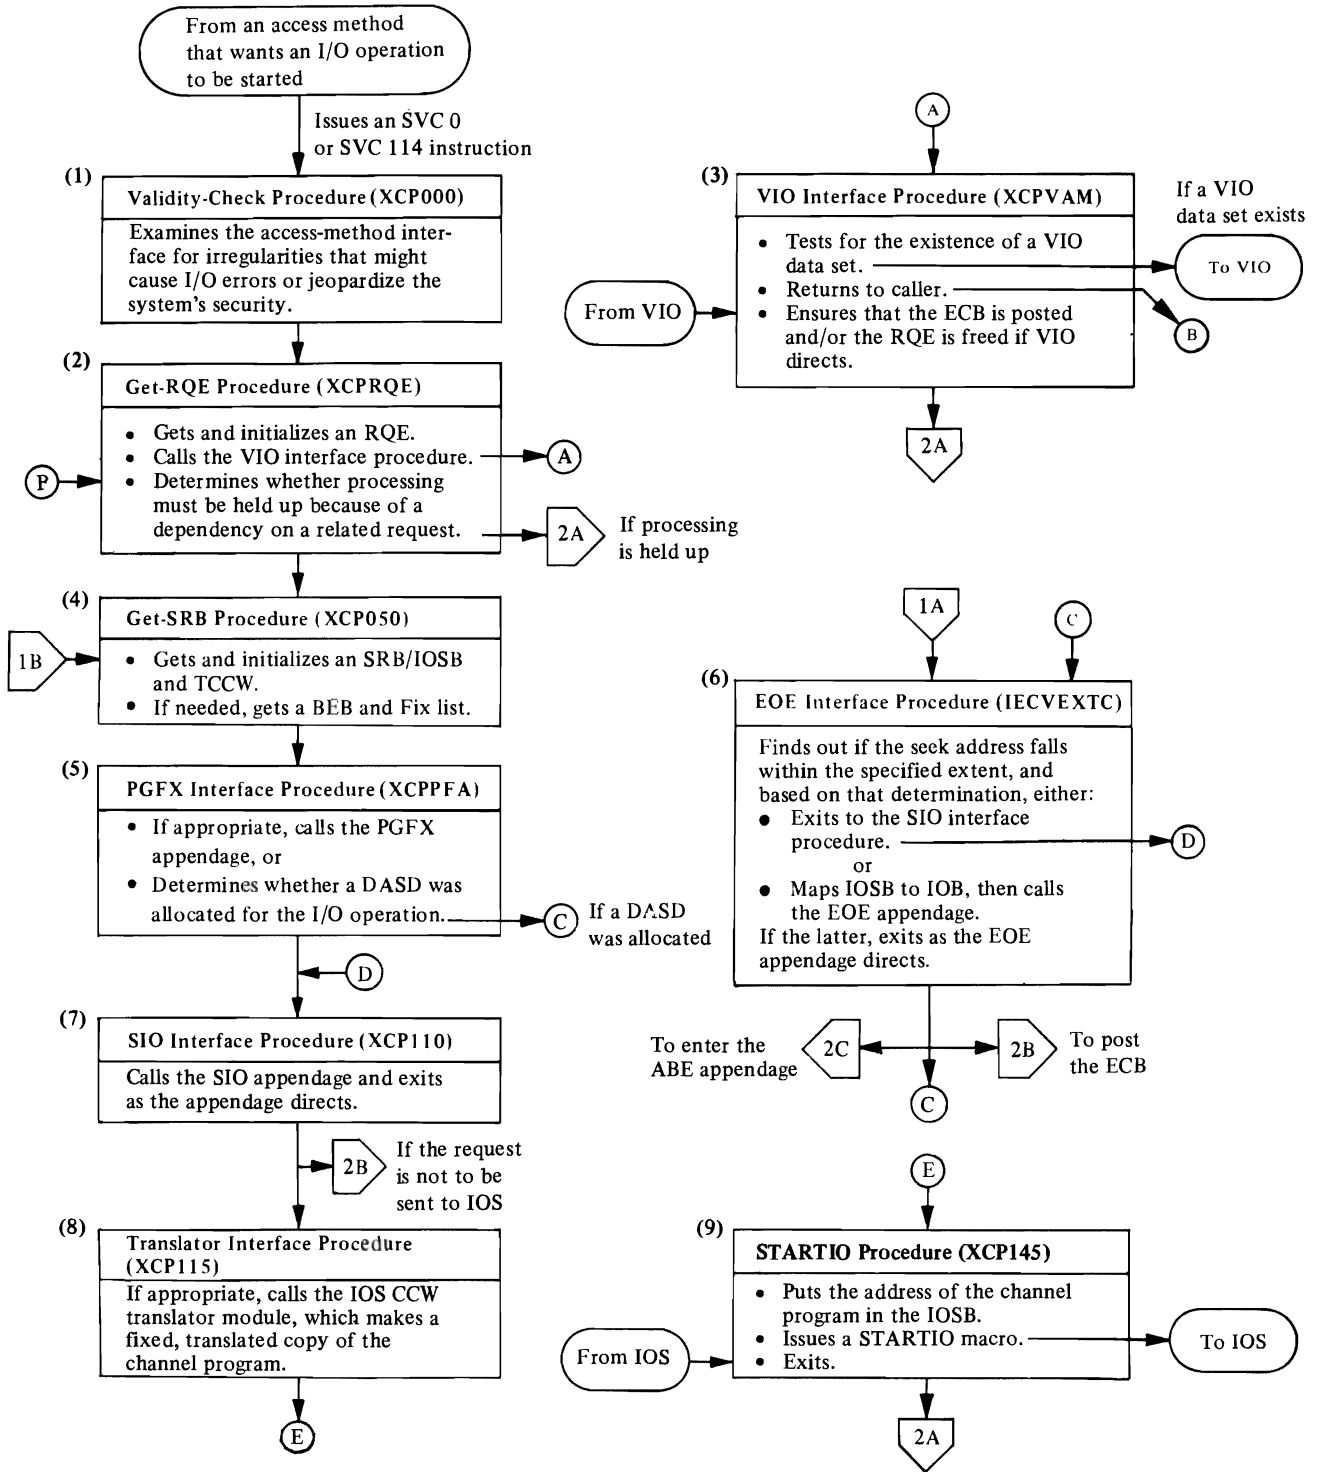 From an access method
that wants an I/O operation
to be started
Issues an SVC 0
or SVC 114 instruction
(1)
Validity-Check Procedure (XCP000)
Examines the access-method inter-
face for irregularities that might
cause I/O errors or jeopardize the
system's security.
(2)
Get-RQE Procedure (XCPRQE)
• Gets and initializes an RQE.
• Calls the VIO interface procedure.
A
P
• Determines whether processing
must be held up because of a
dependency on a related request.
2A
If processing
is held up
(4)
Get-SRB Procedure (XCP050)
1B
• Gets and initializes an SRB/IOSB
and TCCW.
• If needed, gets a BEB and Fix list.
(5)
PGFX Interface Procedure (XCPPFA)
• If appropriate, calls the PGFX
appendage, or
• Determines whether a DASD was
allocated for the I/O operation.
C
If a DASD
was allocated
D
(7)
SIO Interface Procedure (XCP110)
Calls the SIO appendage and exits
as the appendage directs.
2B
If the request
is not to be
sent to IOS
(8)
Translator Interface Procedure
(XCP115)
If appropriate, calls the IOS CCW
translator module, which makes a
fixed, translated copy of the
channel program.
E
A
(3)
VIO Interface Procedure (XCPVAM)
If a VIO
data set exists
• Tests for the existence of a VIO
data set.
To VIO
• Returns to caller.
B
From VIO
• Ensures that the ECB is posted
and/or the RQE is freed if VIO
directs.
2A
1A
C
(6)
EOE Interface Procedure (IECVEXTC)
Finds out if the seek address falls
within the specified extent, and
based on that determination, either:
• Exits to the SIO interface
procedure.
D
or
• Maps IOSB to IOB, then calls
the EOE appendage.
If the latter, exits as the EOE
appendage directs.
To enter the
ABE appendage
2C
2B
To post
the ECB
C
E
(9)
STARTIO Procedure (XCP145)
• Puts the address of the channel
program in the IOSB.
• Issues a STARTIO macro.
To IOS
From IOS
• Exits.
2A